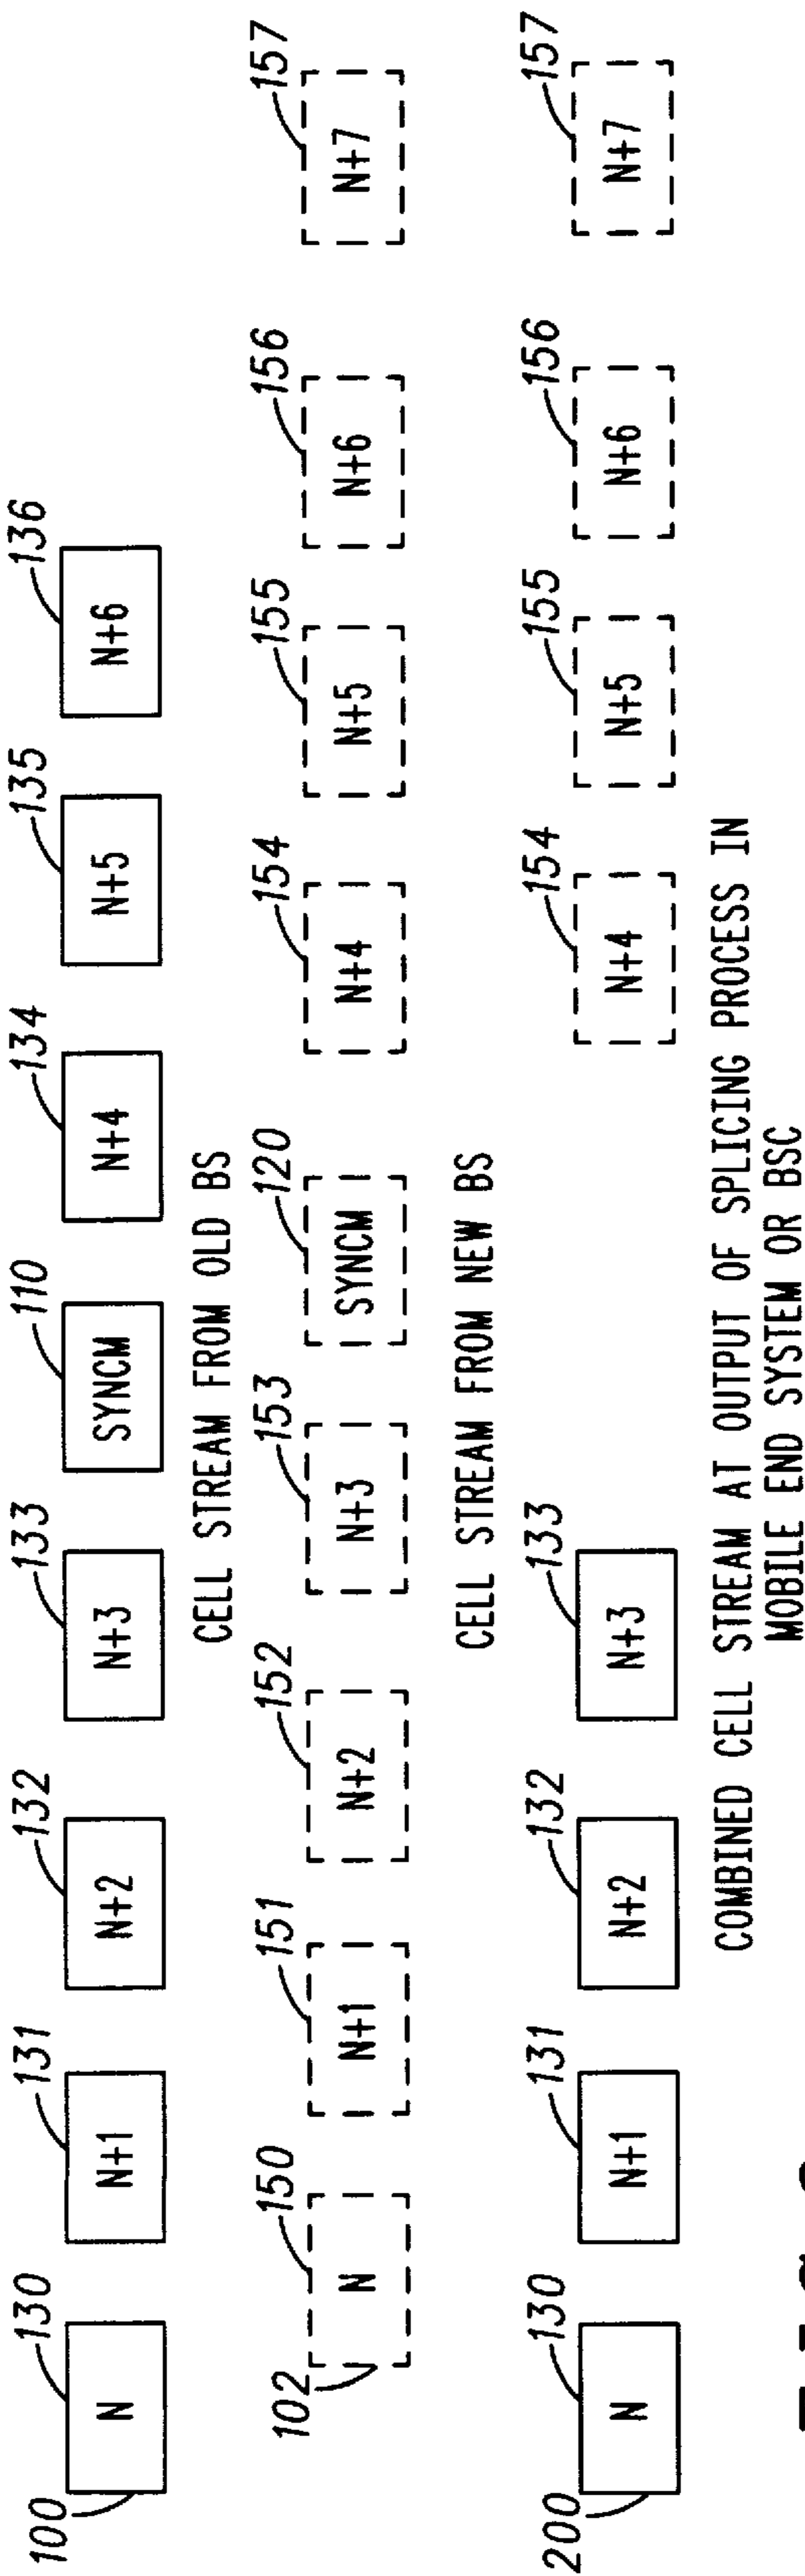 130 131 132 133 110 134 135 136
100 N N+1 N+2 N+3 SYNCM N+4 N+5 N+6
CELL STREAM FROM OLD BS
150 151 152 153 120 154 155 156 157
102 N N+1 N+2 N+3 SYNCM N+4 N+5 N+6 N+7
CELL STREAM FROM NEW BS
130 131 132 133 154 155 156 157
200 N N+1 N+2 N+3 N+4 N+5 N+6 N+7
COMBINED CELL STREAM AT OUTPUT OF SPLICING PROCESS IN
MOBILE END SYSTEM OR BSC